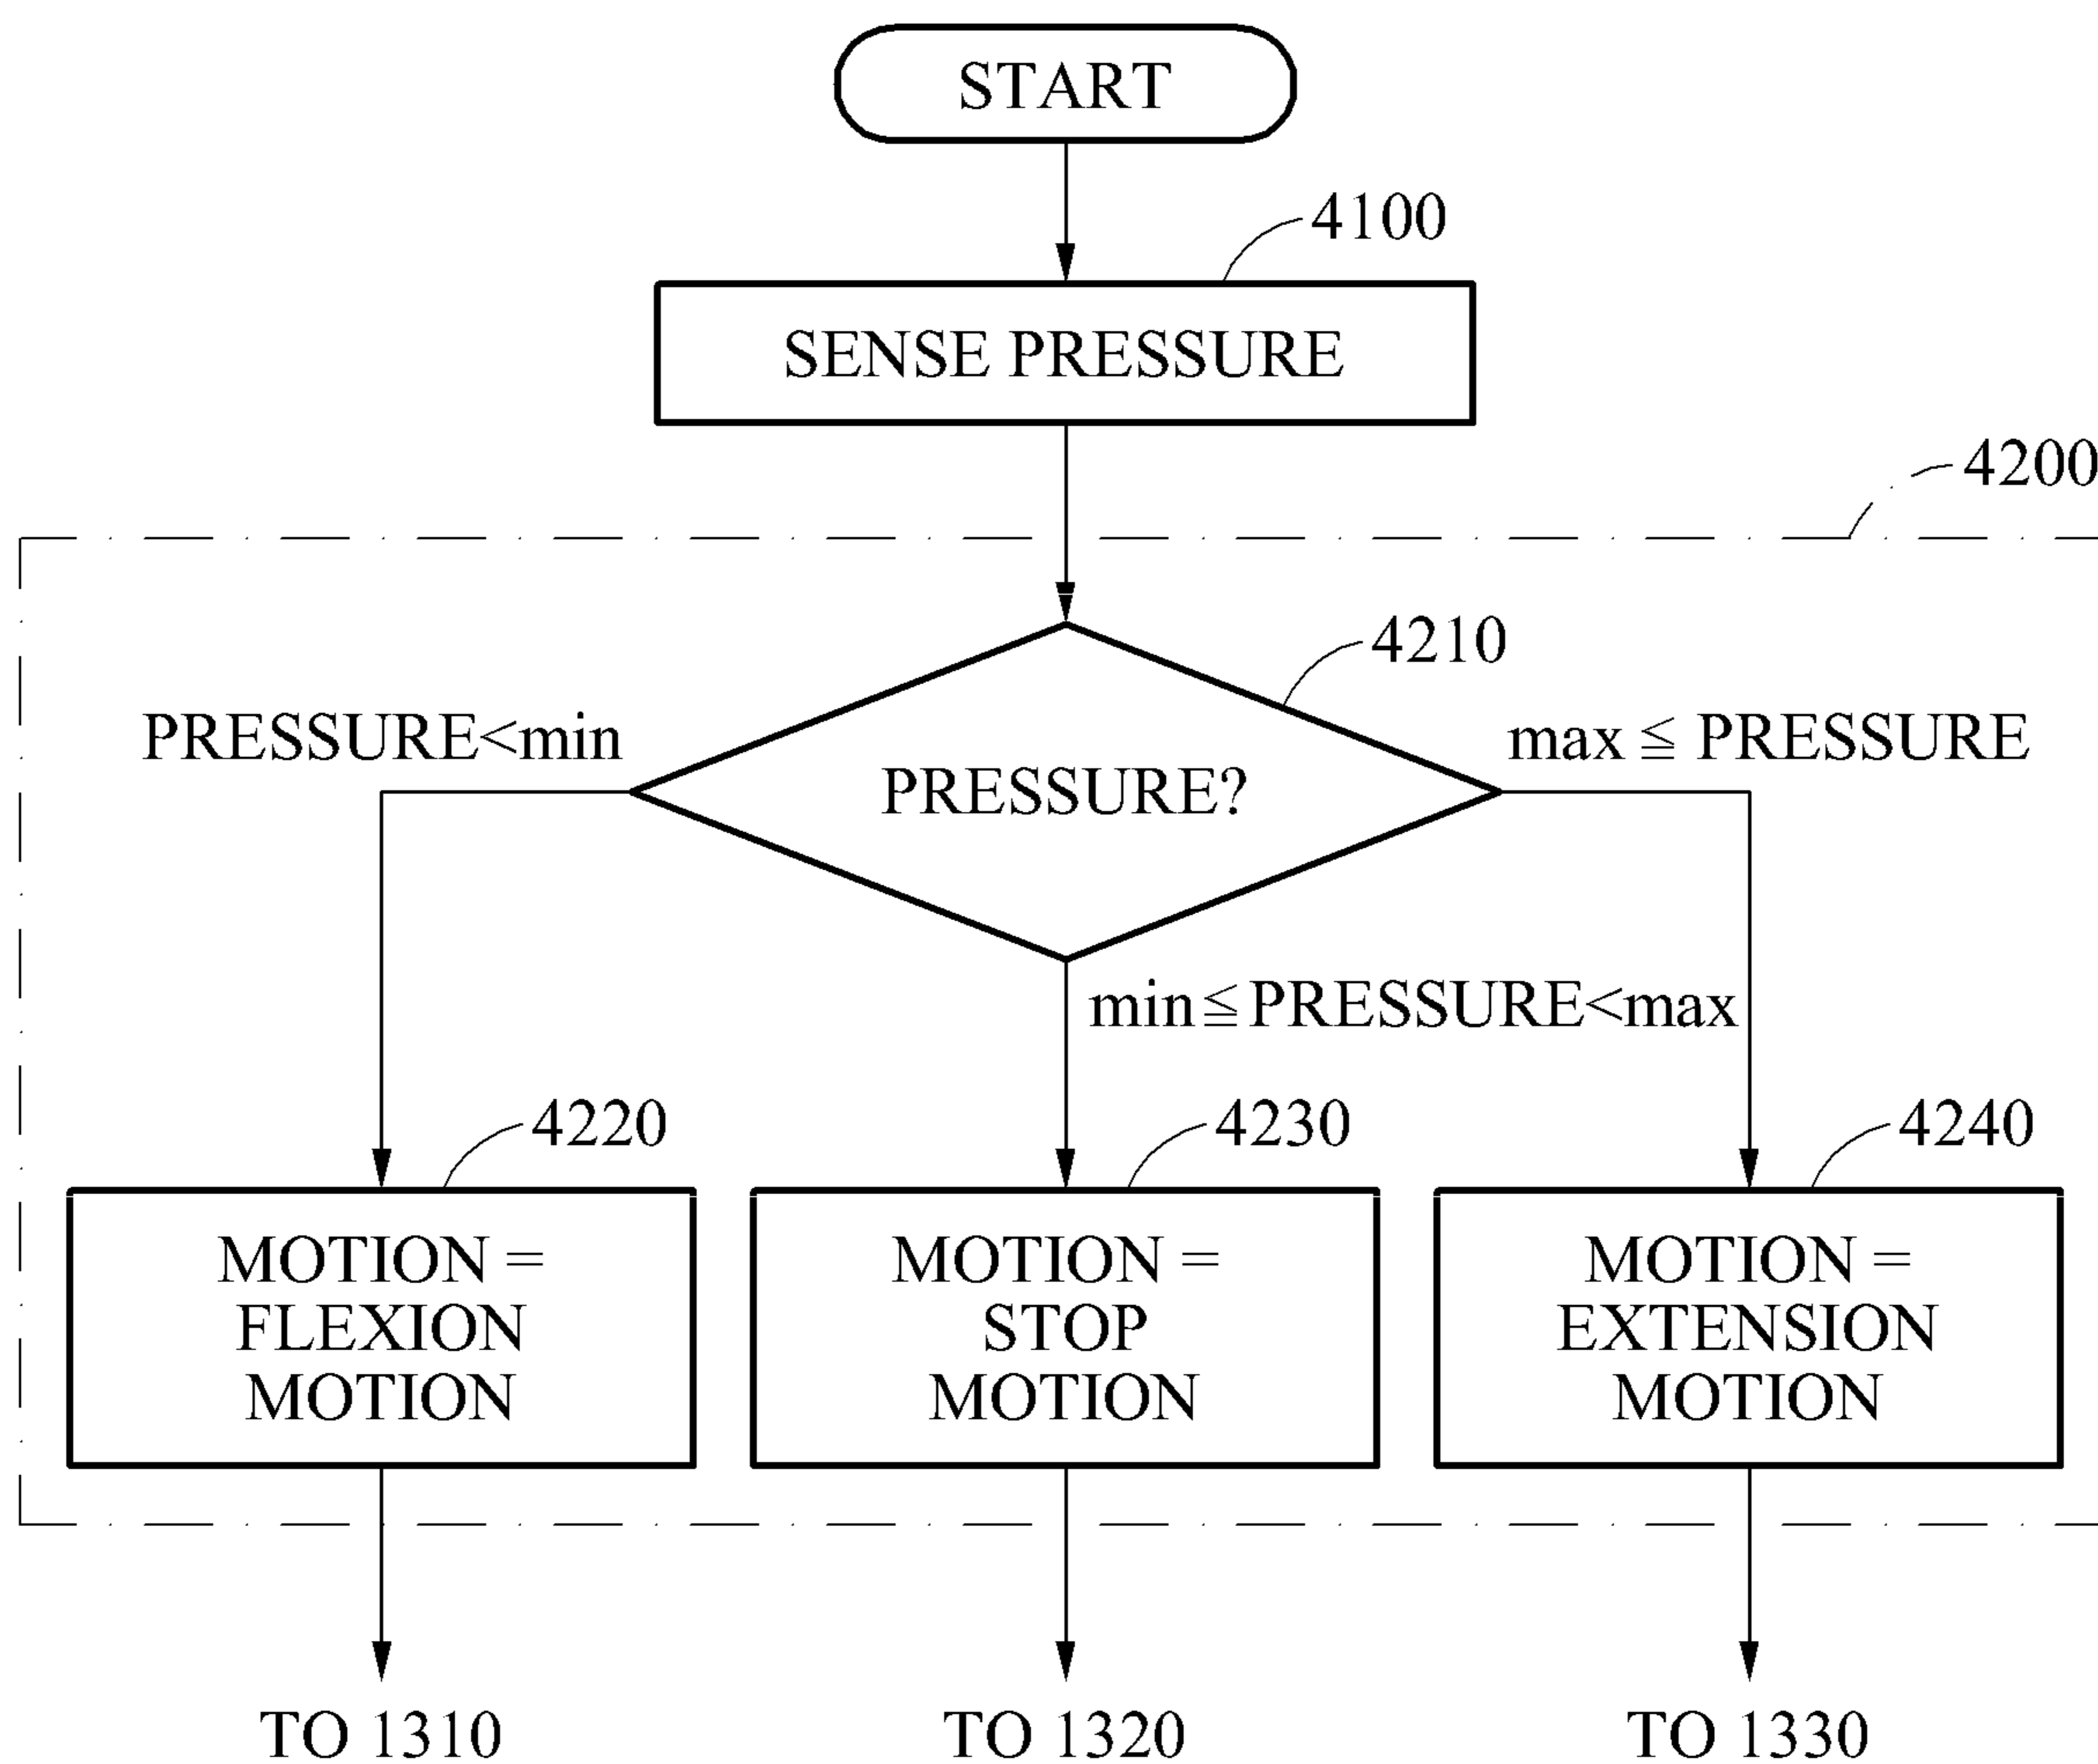 START
4100
SENSE PRESSURE
4200
4210
PRESSURE<min
max ≦ PRESSURE
PRESSURE?
min≦PRESSURE<max
4220
4230
4240
MOTION =
FLEXION
MOTION
MOTION =
STOP
MOTION
MOTION =
EXTENSION
MOTION
TO 1310
TO 1320
TO 1330